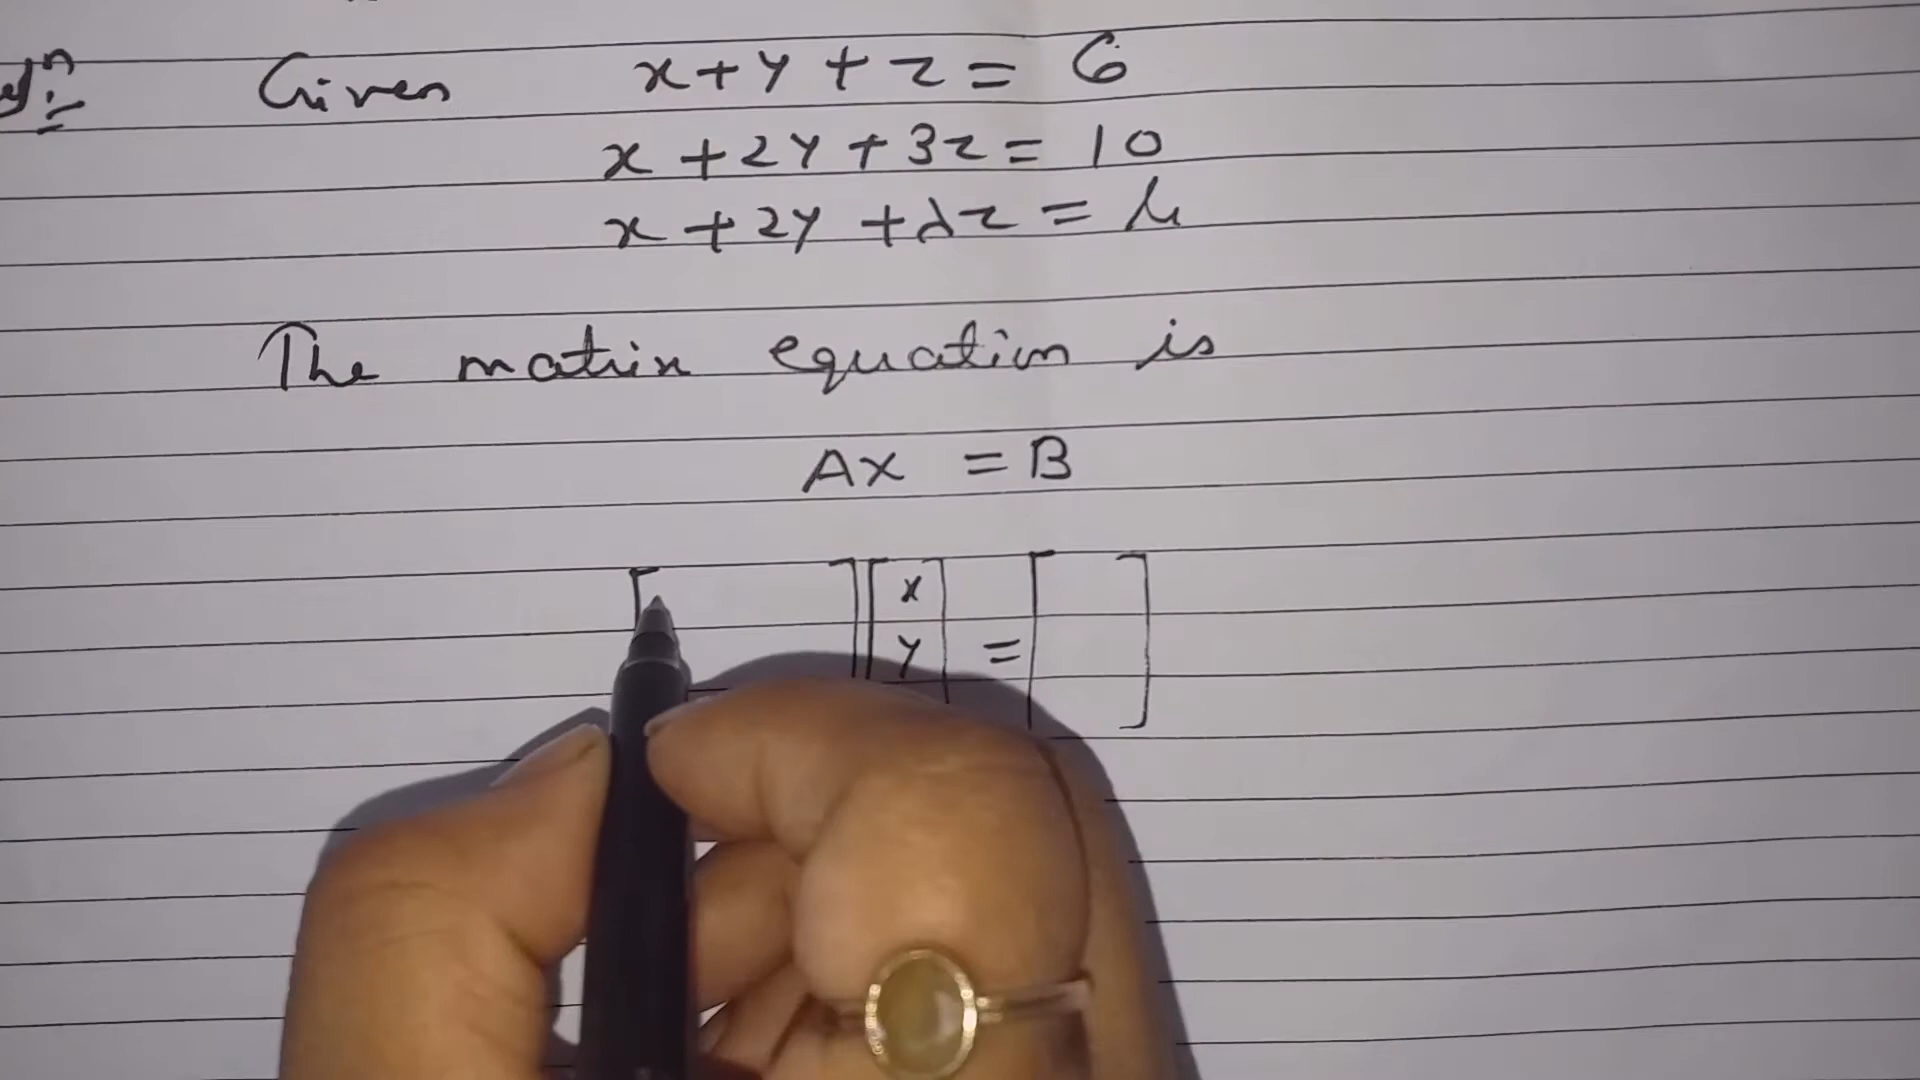 Given x+y+z= 6
x+2y+3z= 10
x+2y+λz=μ
The matrix equation is
AX = B
[ ] [x
y = [ ]